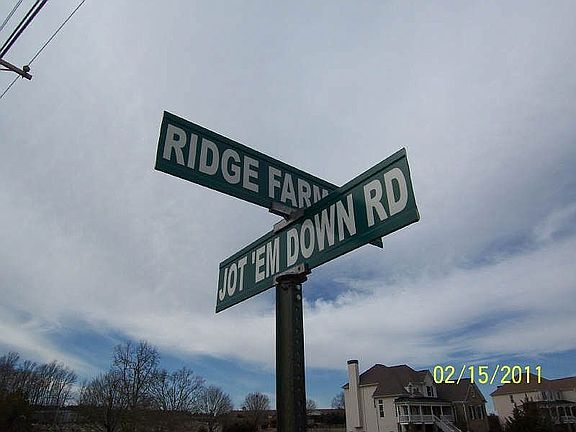 RIDGE FARM
JOT 'EM DOWN RD
02/15/2011